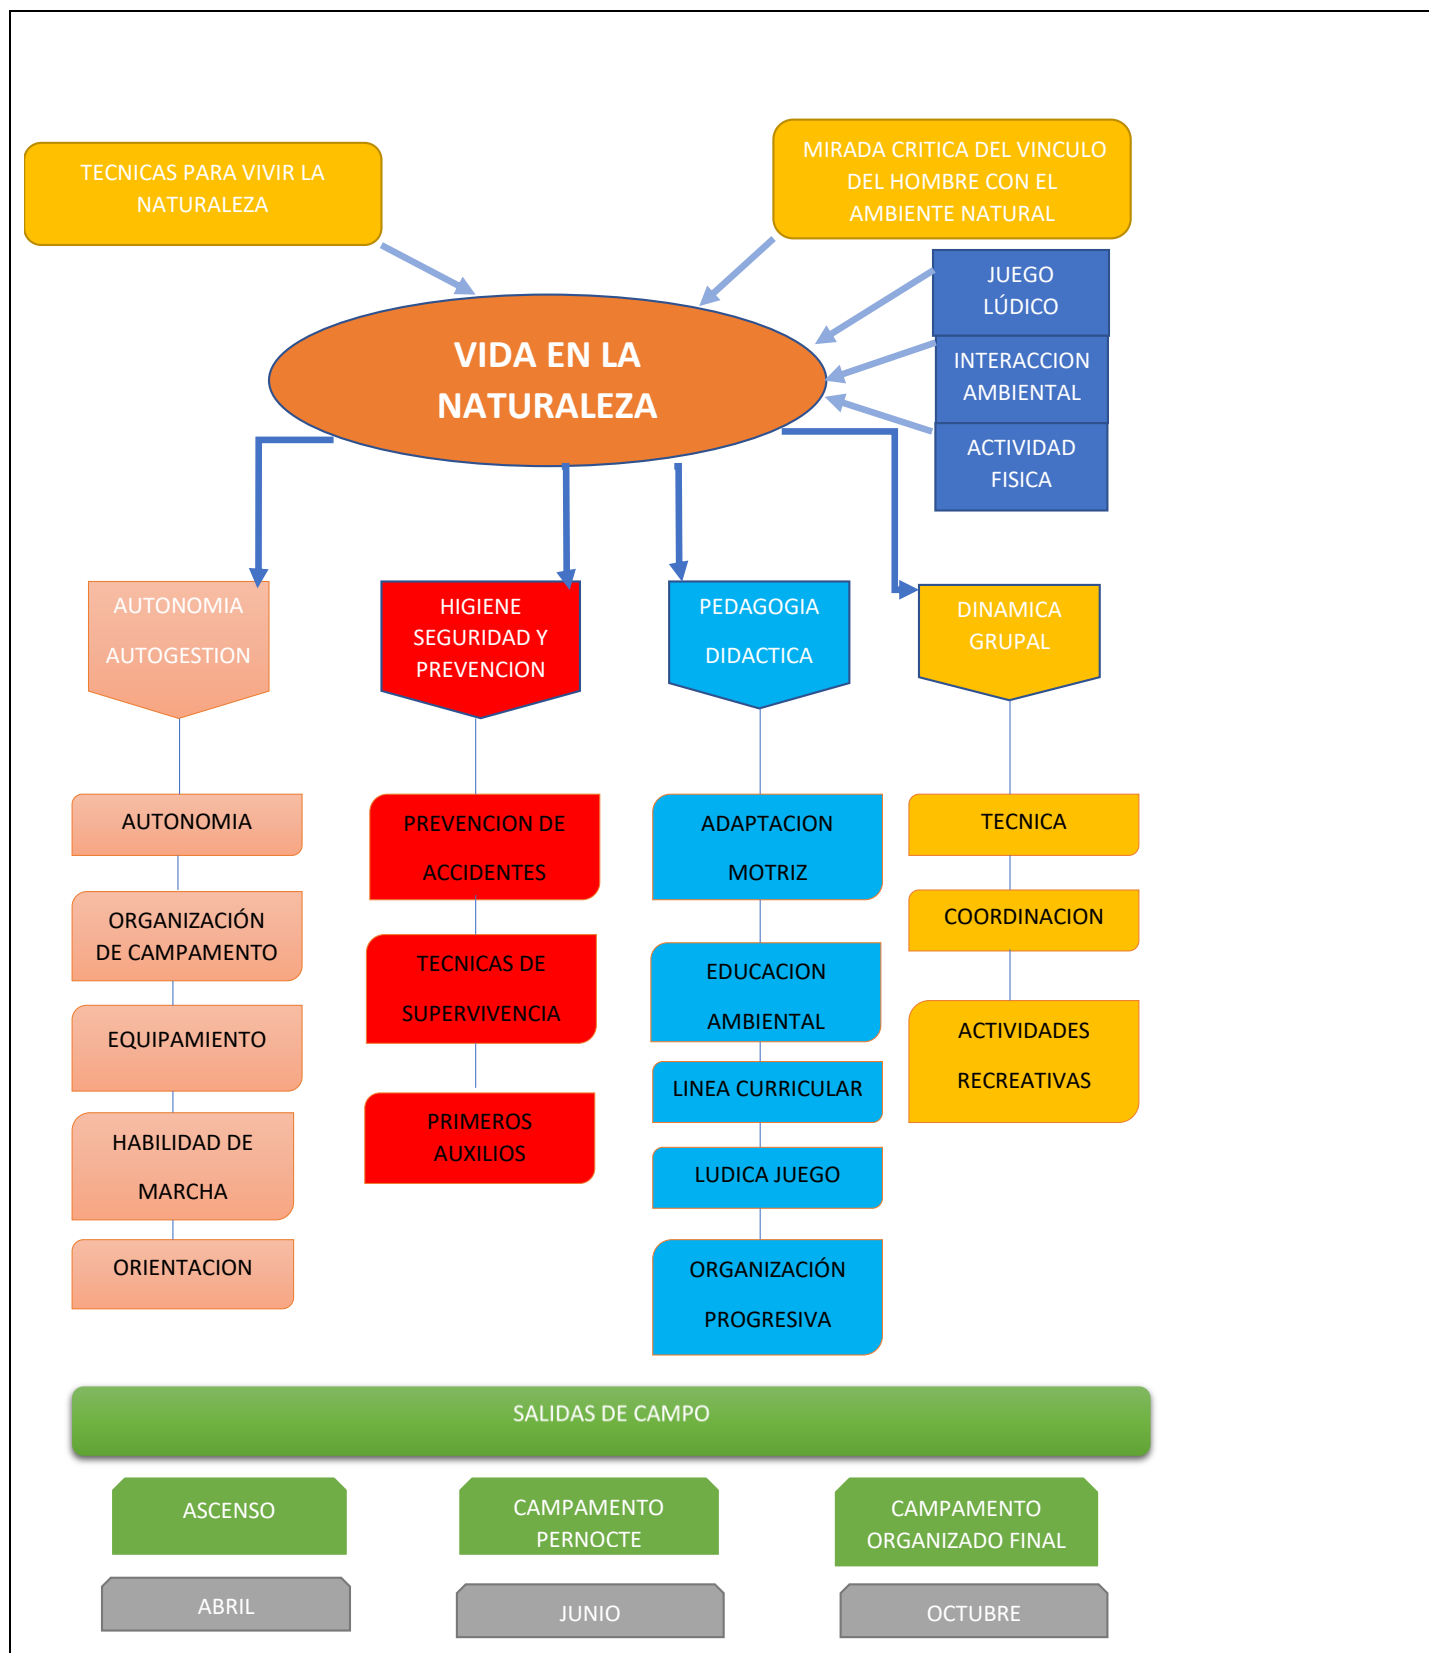 TECNICAS PARA VIVIR LA
NATURALEZA
MIRADA CRITICA DEL VINCULO
DEL HOMBRE CON EL
AMBIENTE NATURAL
JUEGO
LÚDICO
INTERACCION
AMBIENTAL
ACTIVIDAD
FISICA
VIDA EN LA
NATURALEZA
AUTONOMIA
AUTOGESTION
HIGIENE
SEGURIDAD Y
PREVENCION
PEDAGOGIA
DIDACTICA
DINAMICA
GRUPAL
AUTONOMIA
ORGANIZACIÓN
DE CAMPAMENTO
EQUIPAMIENTO
HABILIDAD DE
MARCHA
ORIENTACION
PREVENCION DE
ACCIDENTES
TECNICAS DE
SUPERVIVENCIA
PRIMEROS
AUXILIOS
ADAPTACION
MOTRIZ
EDUCACION
AMBIENTAL
LINEA CURRICULAR
LUDICA JUEGO
ORGANIZACIÓN
PROGRESIVA
TECNICA
COORDINACION
ACTIVIDADES
RECREATIVAS
SALIDAS DE CAMPO
ASCENSO
CAMPAMENTO
PERNOCTE
CAMPAMENTO
ORGANIZADO FINAL
ABRIL
JUNIO
OCTUBRE